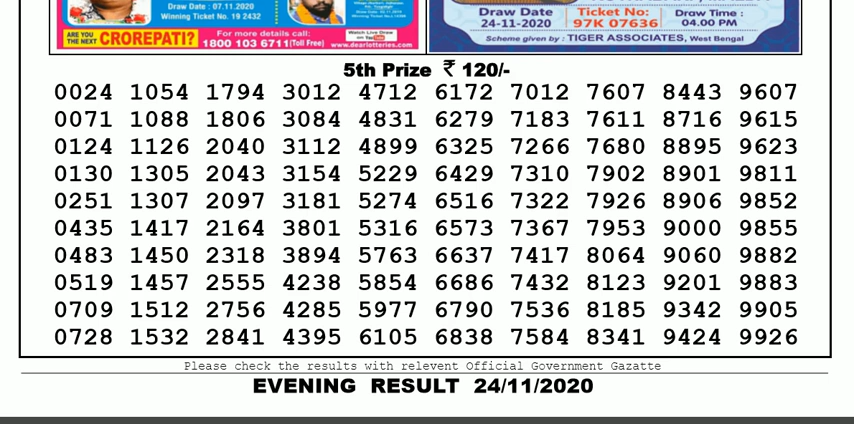 Draw Date : 07.11.2020
Winning Ticket No. 19 2432
ARE YOU THE NEXT CROREPATI?
For more details call:
1800 103 6711(Toll Free)
Watch Live Draw
on YouTube
www.dearlotteries.com
Draw Date
24-11-2020
Ticket No:
97K 07636
Draw Time :
04.00 PM
Scheme given by : TIGER ASSOCIATES, West Bengal
5th Prize ₹ 120/-
0024 1054 1794 3012 4712 6172 7012 7607 8443 9607
0071 1088 1806 3084 4831 6279 7183 7611 8716 9615
0124 1126 2040 3112 4899 6325 7266 7680 8895 9623
0130 1305 2043 3154 5229 6429 7310 7902 8901 9811
0251 1307 2097 3181 5274 6516 7322 7926 8906 9852
0435 1417 2164 3801 5316 6573 7367 7953 9000 9855
0483 1450 2318 3894 5763 6637 7417 8064 9060 9882
0519 1457 2555 4238 5854 6686 7432 8123 9201 9883
0709 1512 2756 4285 5977 6790 7536 8185 9342 9905
0728 1532 2841 4395 6105 6838 7584 8341 9424 9926
Please check the results with relevent Official Government Gazatte
EVENING RESULT 24/11/2020